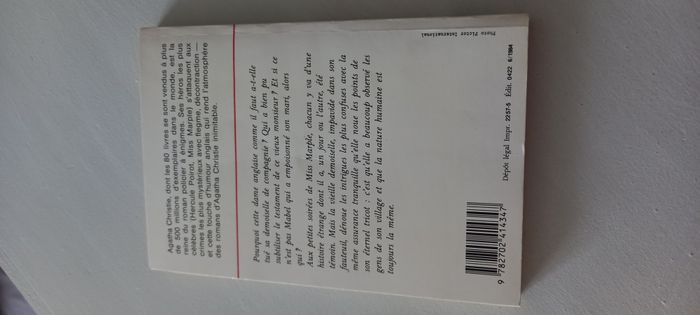 Agatha Christie, dont les 80 livres se sont vendus à plus
de 500 millions d'exemplaires dans le monde, est la
reine du roman policier à énigmes. Ses héros les plus
célèbres (Hercule Poirot, Miss Marple) s'attaquent aux
crimes les plus mystérieux avec flegme, décontraction —
et cette touche d'humour anglais qui rend l'atmosphère
des romans d'Agatha Christie inimitable.
Pourquoi cette dame anglaise comme il faut a-t-elle
tué sa demoiselle de compagnie ? Qui a bien pu
subtiliser le testament de ce vieux monsieur ? Et si ce
n'est pas Mabel qui a empoisonné son mari, alors
qui ?
Aux petites soirées de Miss Marple, chacun y va d'une
histoire étrange dont il a, un jour ou l'autre, été
témoin. Mais la vieille demoiselle, impavide dans son
fauteuil, dénoue les intrigues les plus confuses avec la
même assurance tranquille qu'elle noue les points de
son éternel tricot : c'est qu'elle a beaucoup observé les
gens de son village et que la nature humaine est
toujours la même.
Photo Pictor International
Dépôt légal Impr. 2257-5 Édit. 0422 6/1984
9 782702 414347